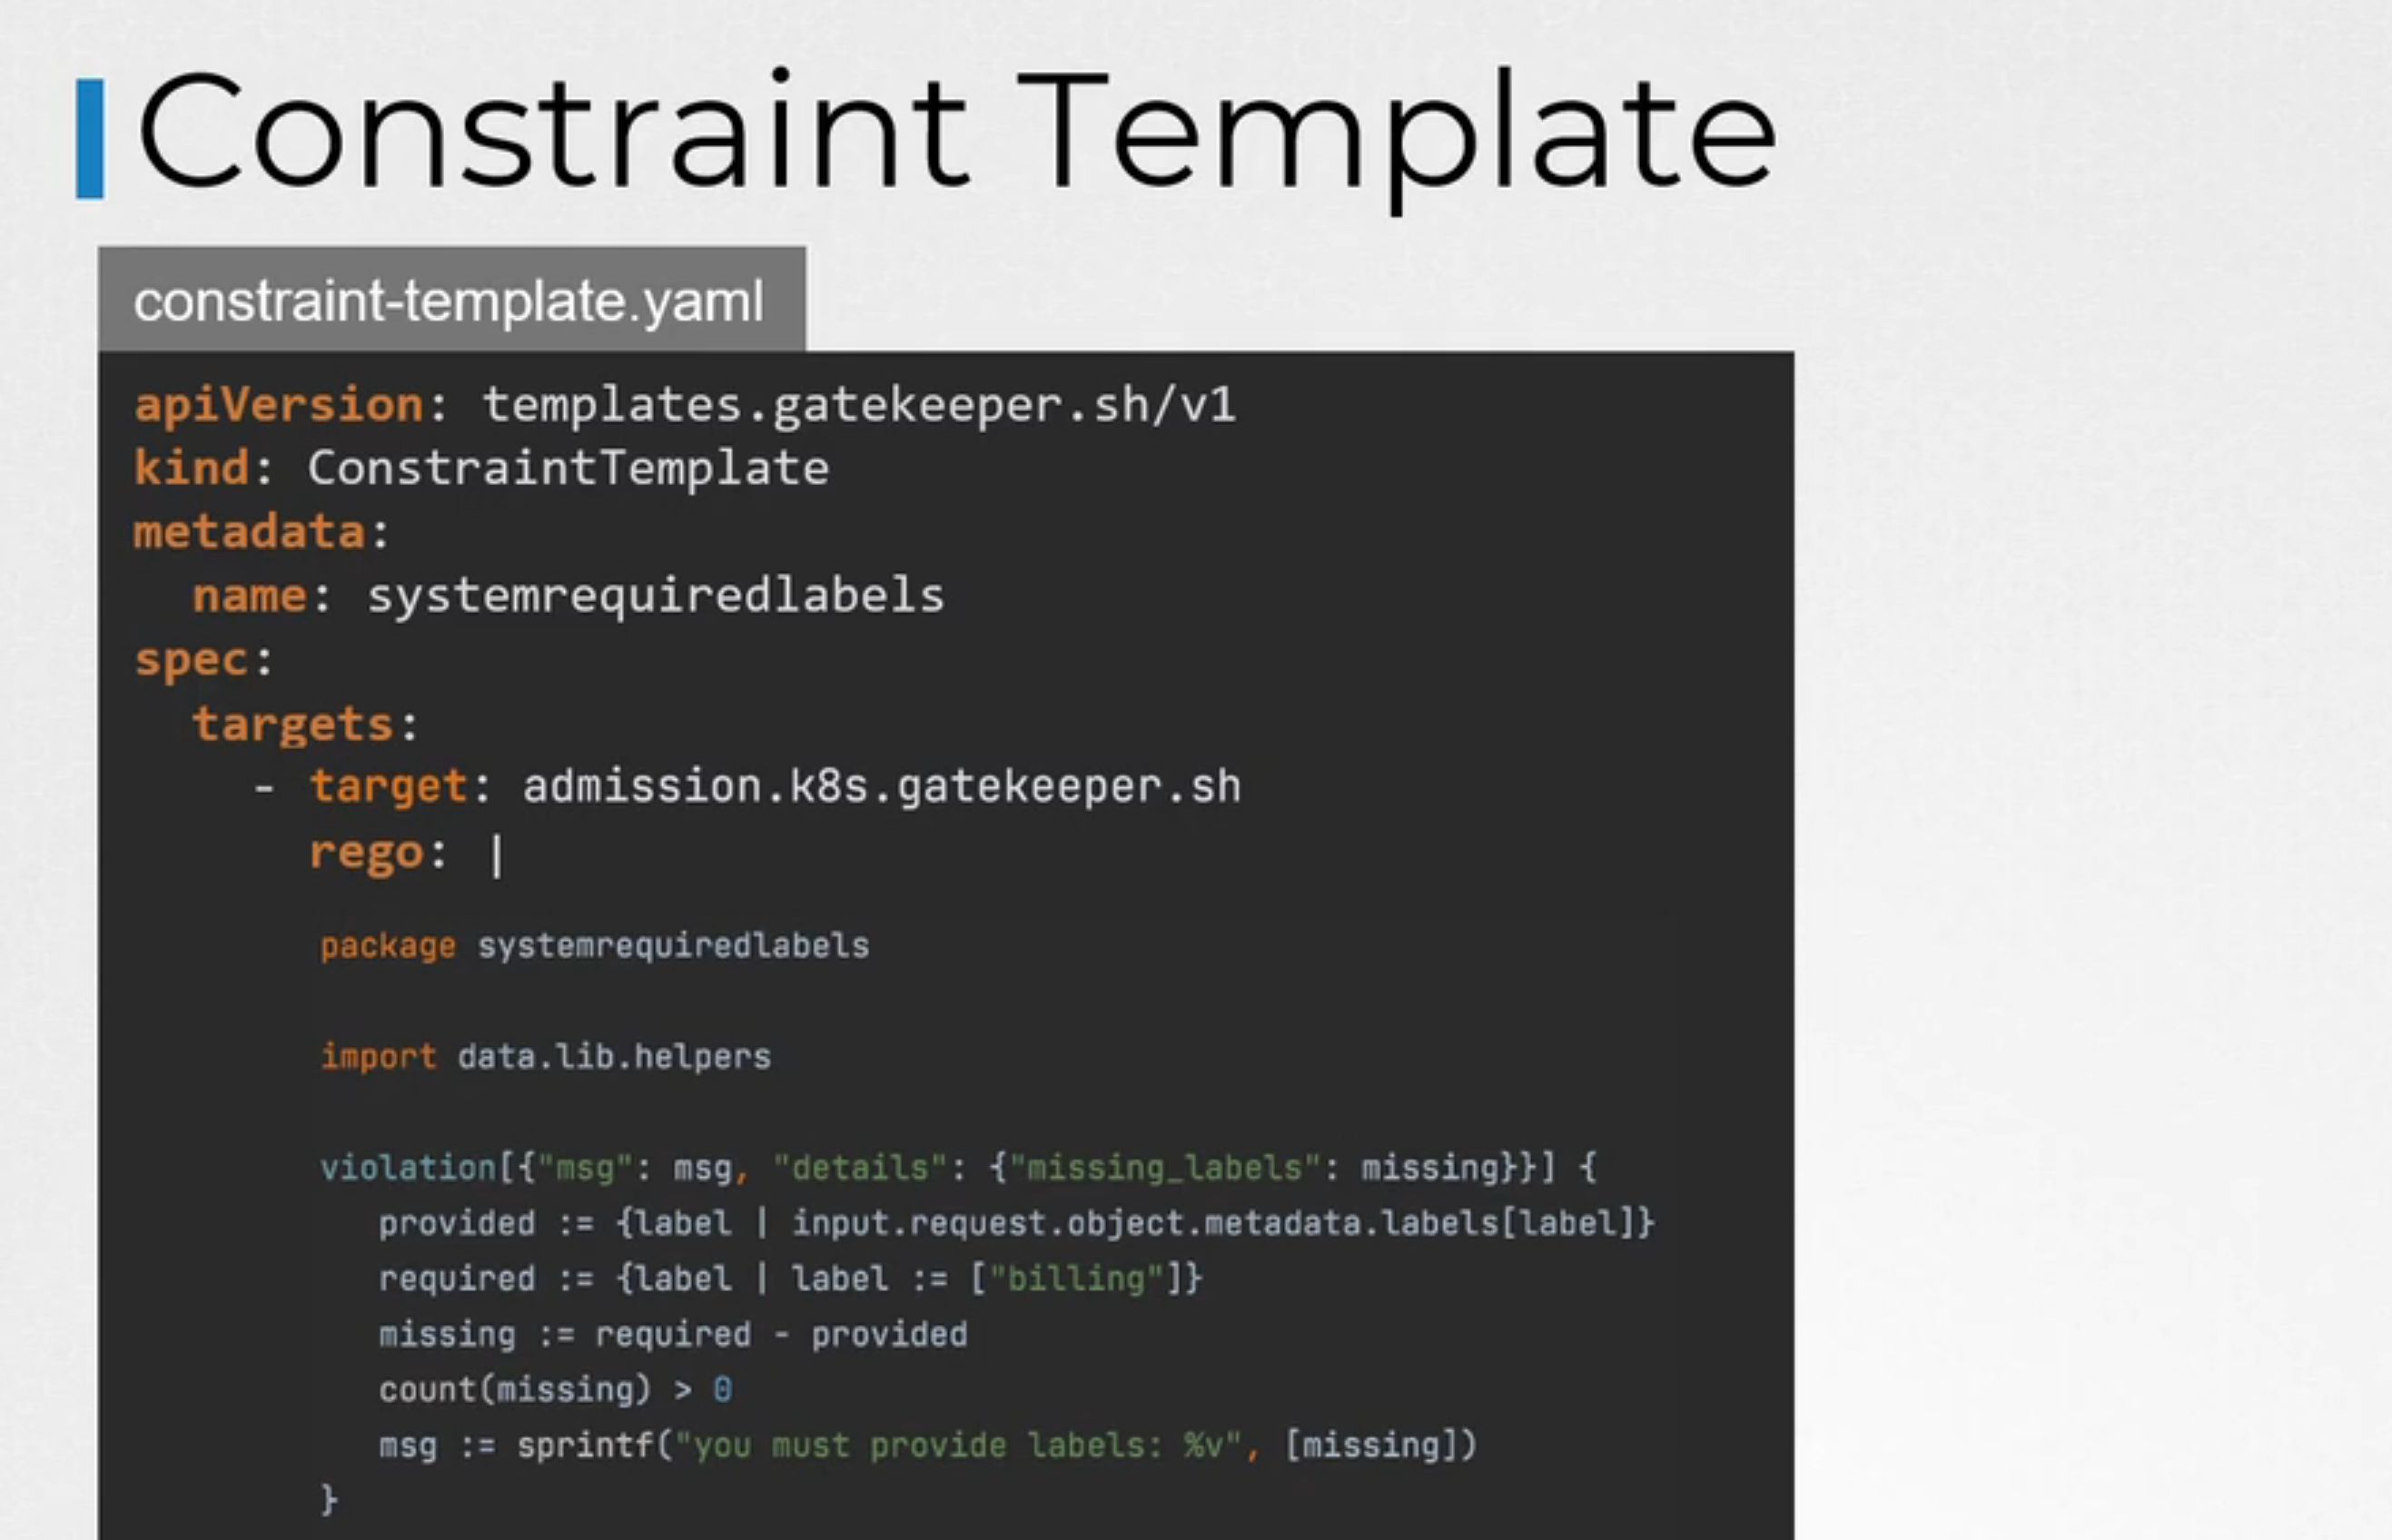 Constraint Template
constraint-template.yaml
apiVersion: templates.gatekeeper.sh/v1
kind: ConstraintTemplate
metadata:
  name: systemrequiredlabels
spec:
  targets:
    - target: admission.k8s.gatekeeper.sh
      rego: |
      package systemrequiredlabels
      import data.lib.helpers
      violation[{"msg": msg, "details": {"missing_labels": missing}}] {
         provided := {label | input.request.object.metadata.labels[label]}
         required := {label | label := ["billing"]}
         missing := required - provided
         count(missing) > 0
         msg := sprintf("you must provide labels: %v", [missing])
      }